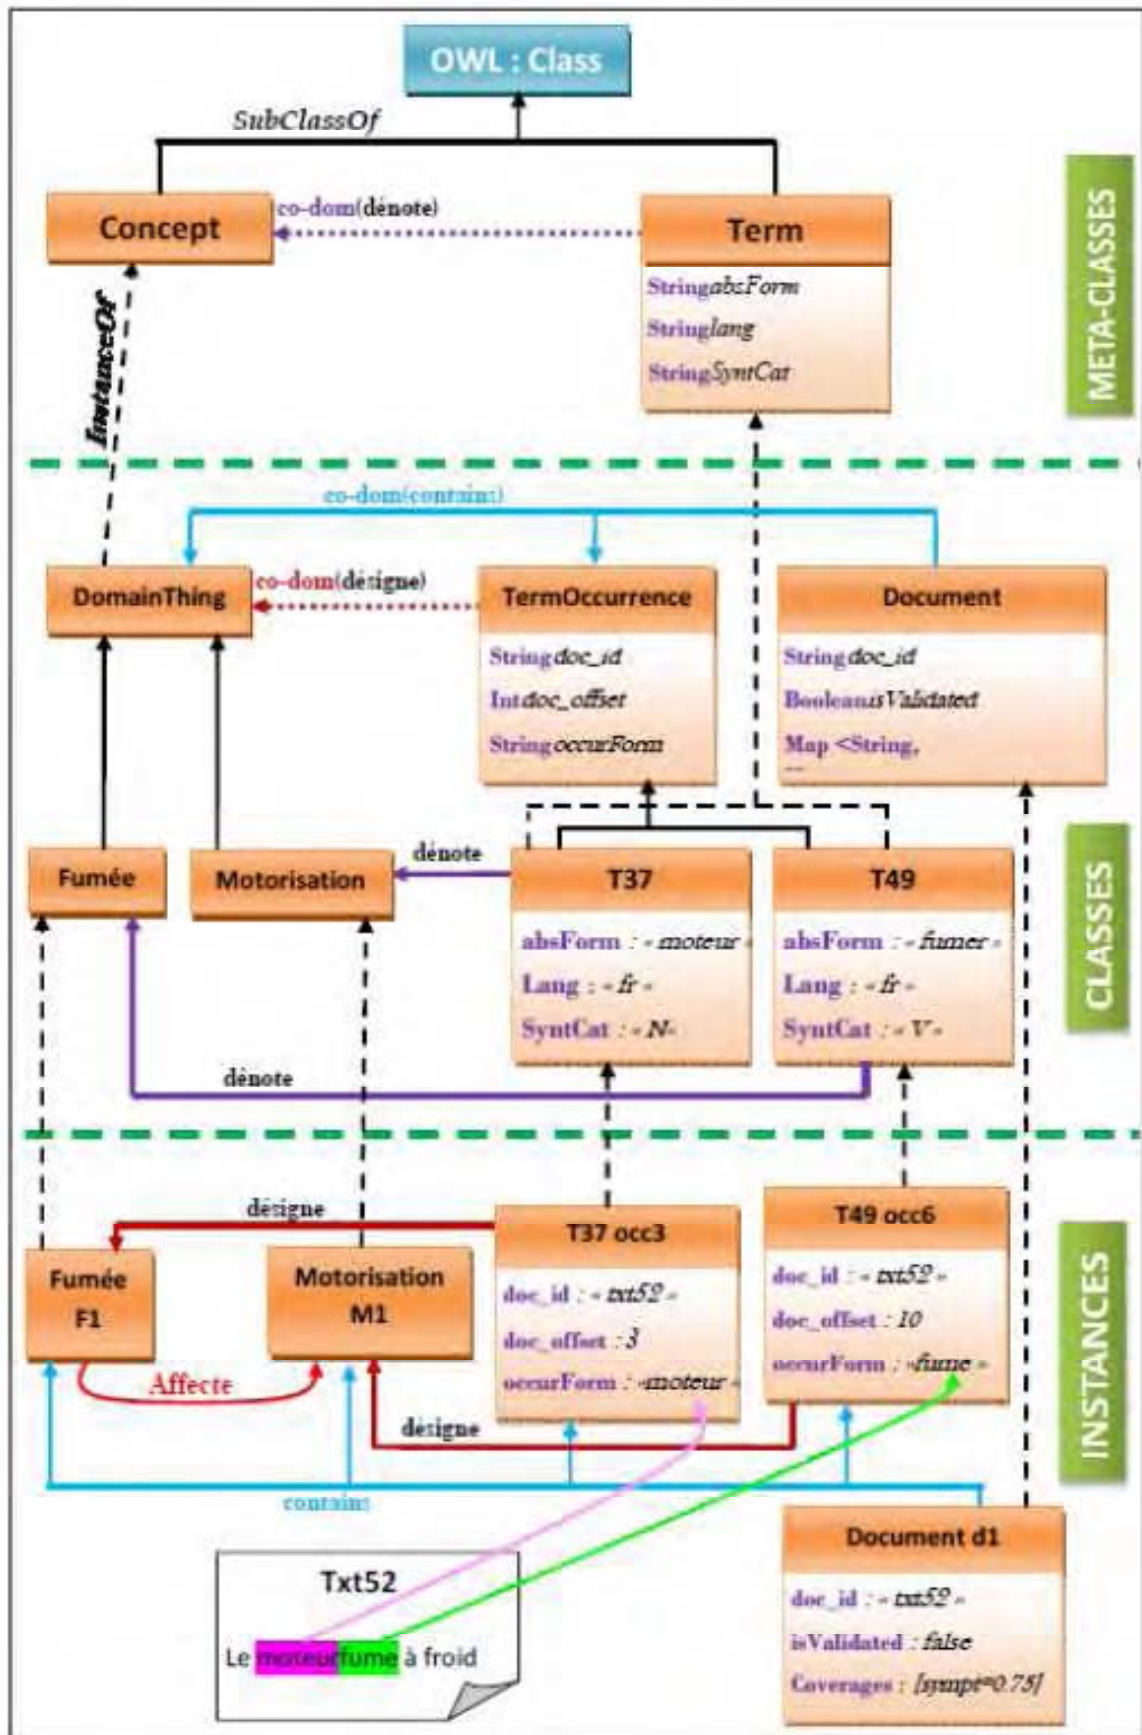 OWL : Class
SubClassOf
Concept
co-dom(dénote)
Term
String absForm
String lang
String SyntCat
META-CLASSES
InstanceOf
co-dom(contains)
DomainThing
co-dom(désigne)
TermOccurrence
String doc_id
Int doc_offset
String occurForm
Document
String doc_id
Boolean isValidated
Map <String,
...
CLASSES
Fumée
Motorisation
dénote
T37
absForm : « moteur »
Lang : « fr »
SyntCat : « N »
T49
absForm : « fumer »
Lang : « fr »
SyntCat : « V »
dénote
désigne
INSTANCES
Fumée
F1
Motorisation
M1
Affecte
T37 occ3
doc_id : « txt52 »
doc_offset : 3
occurForm : «moteur »
T49 occ6
doc_id : « txt52 »
doc_offset : 10
occurForm : «fume »
désigne
contains
Document d1
doc_id : « txt52 »
isValidated : false
Coverages : [sympt=0.75]
Txt52
Le moteur fume à froid